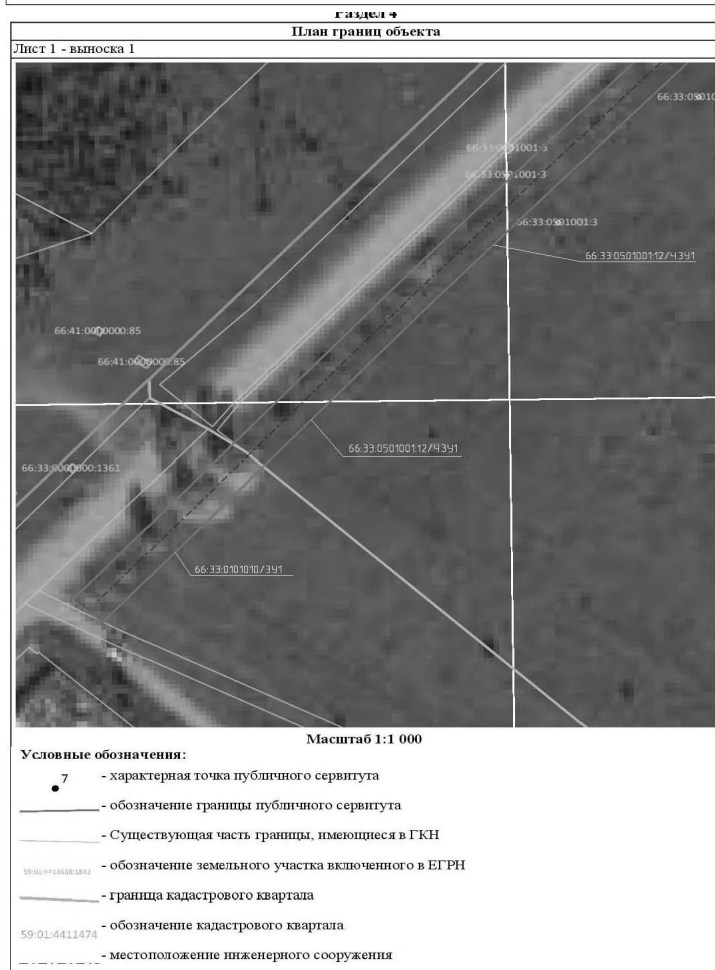 Раздел 4
План границ объекта
Лист 1 - выноска 1
66:33:0501001:3
66:33:0501001:3
66:33:0501001:12/ЧЗУ1
66:41:0000000:85
66:41:0000000:85
66:33:0501001:12/ЧЗУ1
66:33:0000000:1361
66:33:0101010/ЗУ1
Масштаб 1:1 000
Условные обозначения:
7 - характерная точка публичного сервитута
- обозначение границы публичного сервитута
- Существующая часть границы, имеющиеся в ГКН
- обозначение земельного участка включенного в ЕГРН
- граница кадастрового квартала
59:01:4411474 - обозначение кадастрового квартала
- местоположение инженерного сооружения